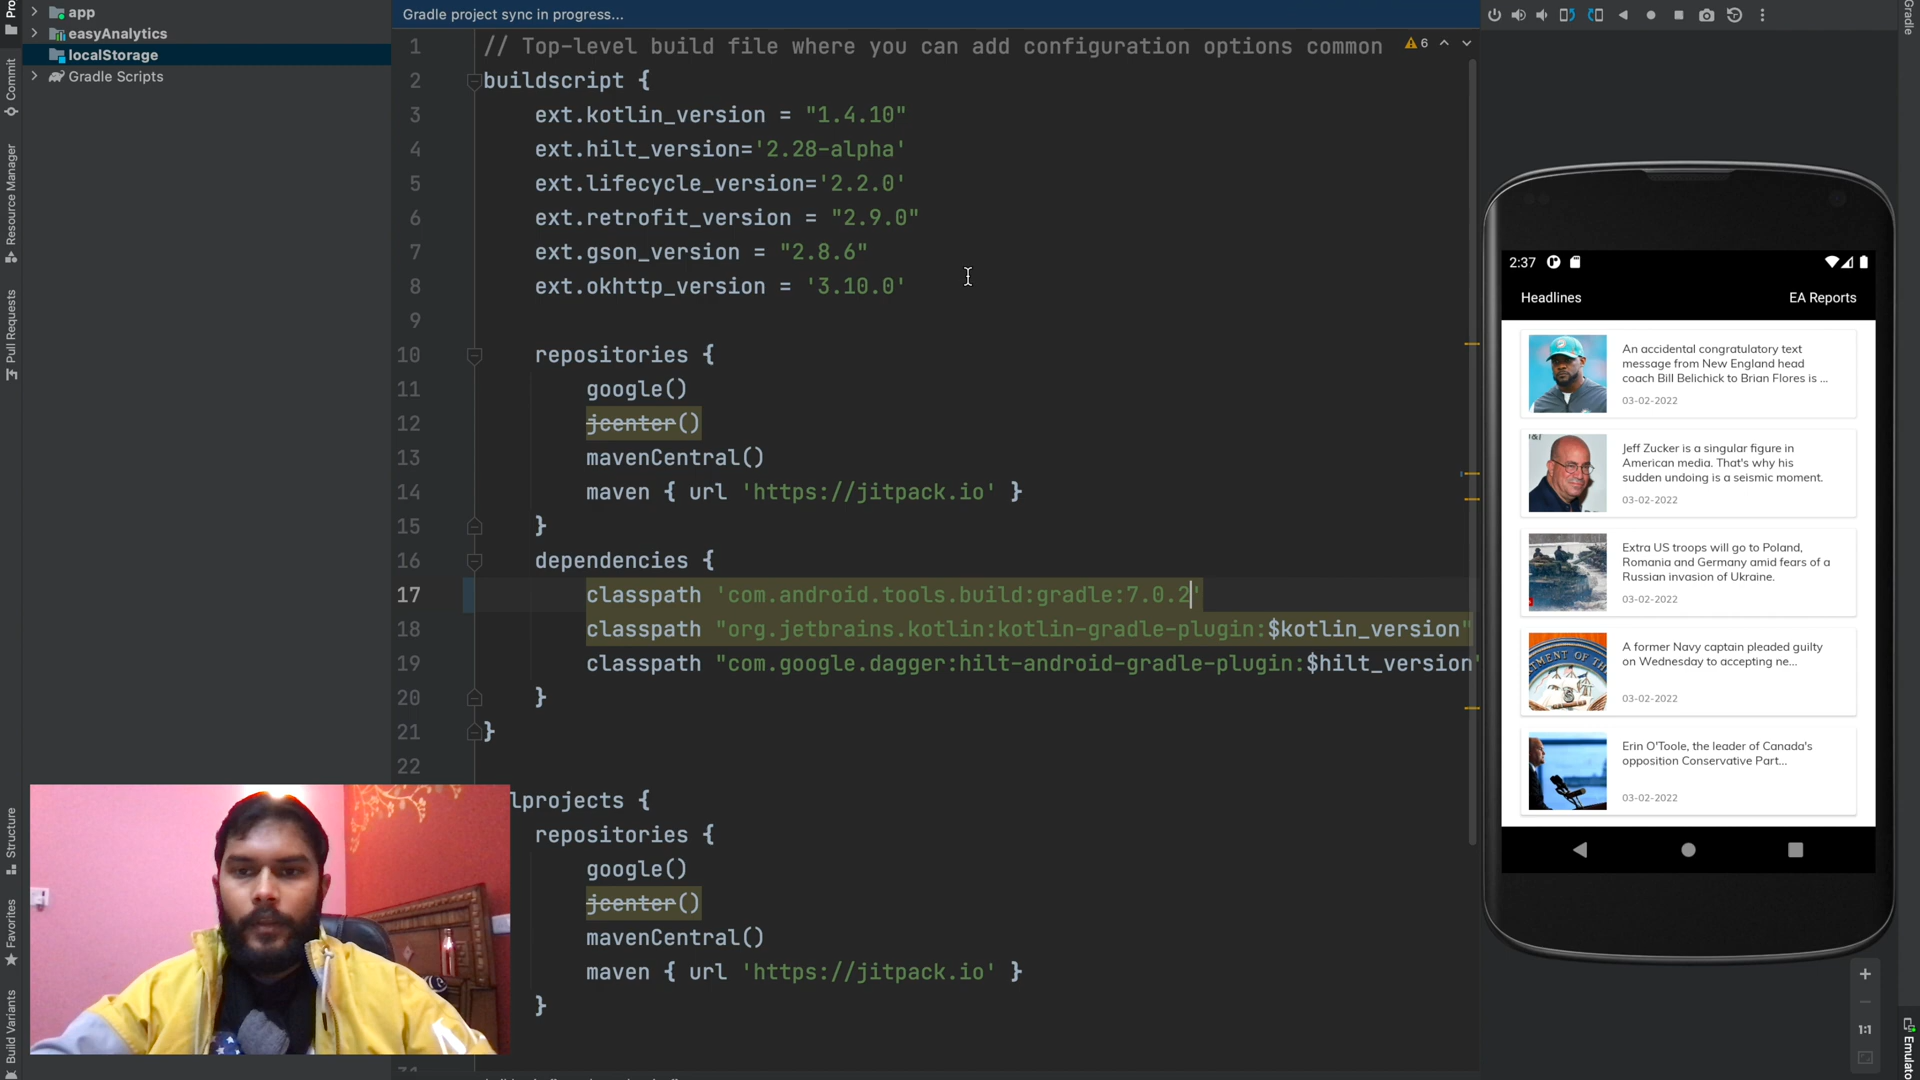 Pro
Commit
Resource Manager
Pull Requests
Structure
Favorites
Build Variants
app
easyAnalytics
localStorage
Gradle Scripts
Gradle project sync in progress...
6
1 // Top-level build file where you can add configuration options common
2 buildscript {
3 ext.kotlin_version = "1.4.10"
4 ext.hilt_version='2.28-alpha'
5 ext.lifecycle_version='2.2.0'
6 ext.retrofit_version = "2.9.0"
7 ext.gson_version = "2.8.6"
8 ext.okhttp_version = '3.10.0'
9
10 repositories {
11 google()
12 jcenter()
13 mavenCentral()
14 maven { url 'https://jitpack.io' }
15 }
16 dependencies {
17 classpath 'com.android.tools.build:gradle:7.0.2'
18 classpath "org.jetbrains.kotlin:kotlin-gradle-plugin:$kotlin_version"
19 classpath "com.google.dagger:hilt-android-gradle-plugin:$hilt_version"
20 }
21 }
22
lprojects {
repositories {
google()
jcenter()
mavenCentral()
maven { url 'https://jitpack.io' }
}
2:37
Headlines EA Reports
An accidental congratulatory text
message from New England head
coach Bill Belichick to Brian Flores is ...
03-02-2022
Jeff Zucker is a singular figure in
American media. That's why his
sudden undoing is a seismic moment.
03-02-2022
Extra US troops will go to Poland,
Romania and Germany amid fears of a
Russian invasion of Ukraine.
03-02-2022
A former Navy captain pleaded guilty
on Wednesday to accepting ne...
03-02-2022
Erin O'Toole, the leader of Canada's
opposition Conservative Part...
03-02-2022
1:1
Gradle
Emulato